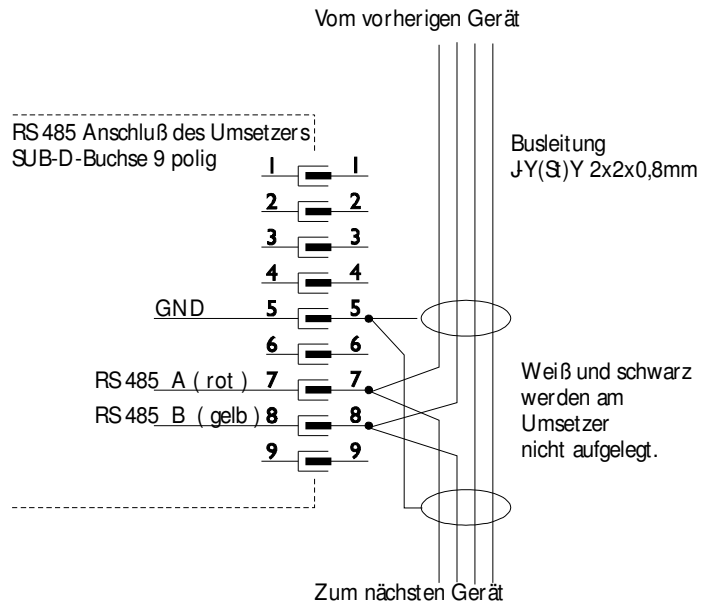 Vom vorherigen Gerät
RS 485 Anschluß des Umsetzers
SUB-D-Buchse 9 polig
Busleitung
J-Y(St)Y 2x2x0,8mm
1 1
2 2
3 3
4 4
GND 5 5
6 6
RS 485 A ( rot ) 7 7
RS 485 B ( gelb ) 8 8
9 9
Weiß und schwarz
werden am
Umsetzer
nicht aufgelegt.
Zum nächsten Gerät